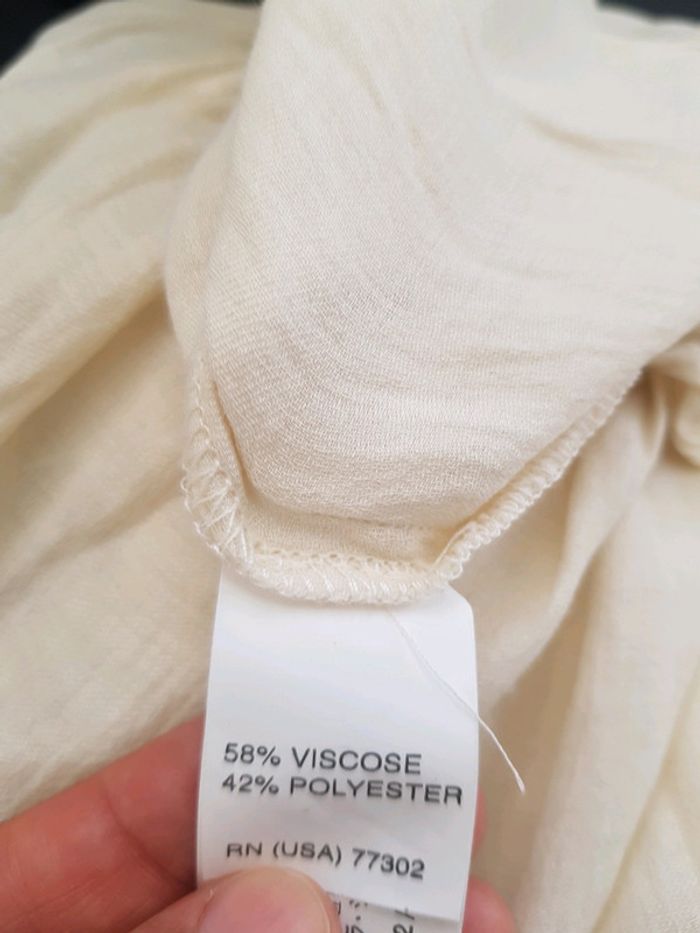 58% VISCOSE
42% POLYESTER
RN (USA) 77302